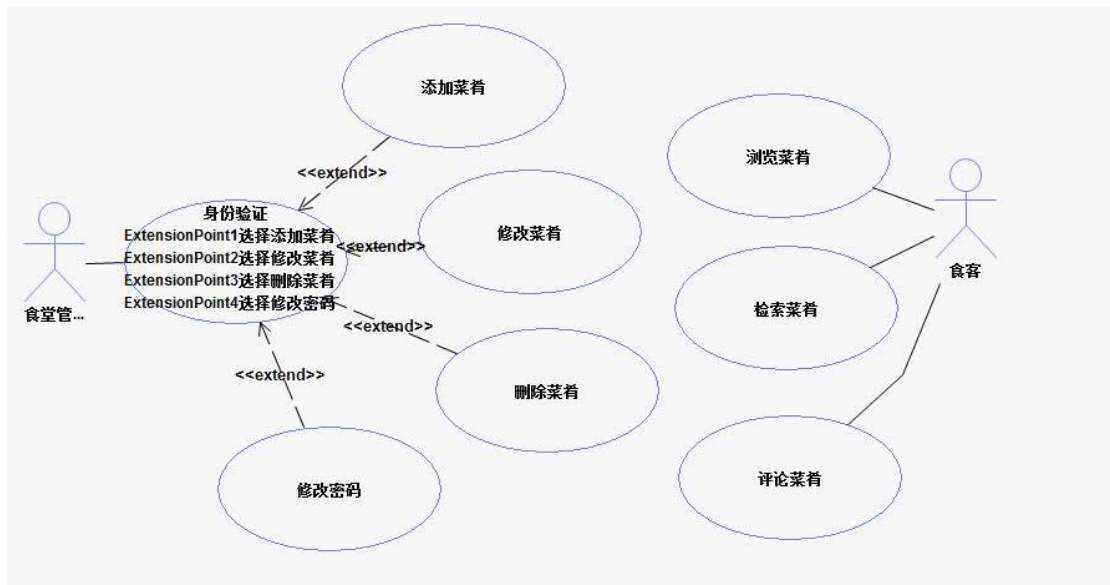 添加菜肴
<<extend>>
身份验证
ExtensionPoint1选择添加菜肴
ExtensionPoint2选择修改菜肴
ExtensionPoint3选择删除菜肴
ExtensionPoint4选择修改密码
<<extend>>
修改菜肴
食堂管...
<<extend>>
删除菜肴
<<extend>>
修改密码
浏览菜肴
食客
检索菜肴
评论菜肴